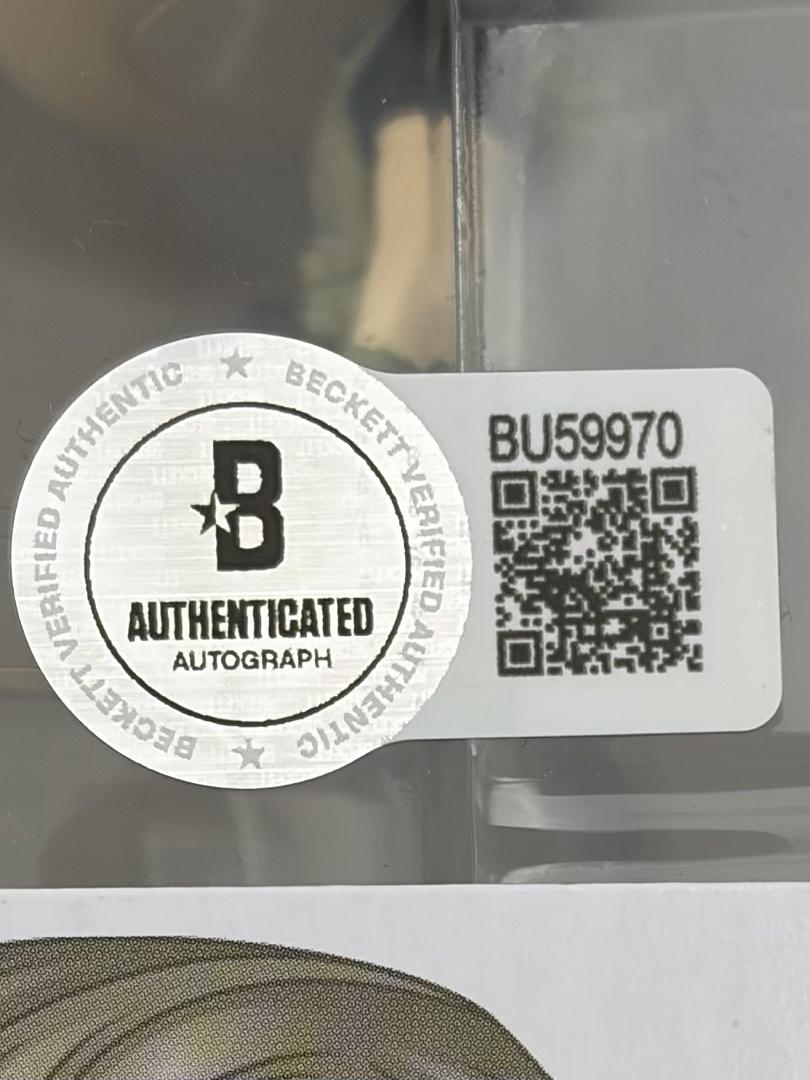 BECKETT VERIFIED AUTHENTIC ★ BECKETT VERIFIED AUTHENTIC ★
B
AUTHENTICATED
AUTOGRAPH
BU59970